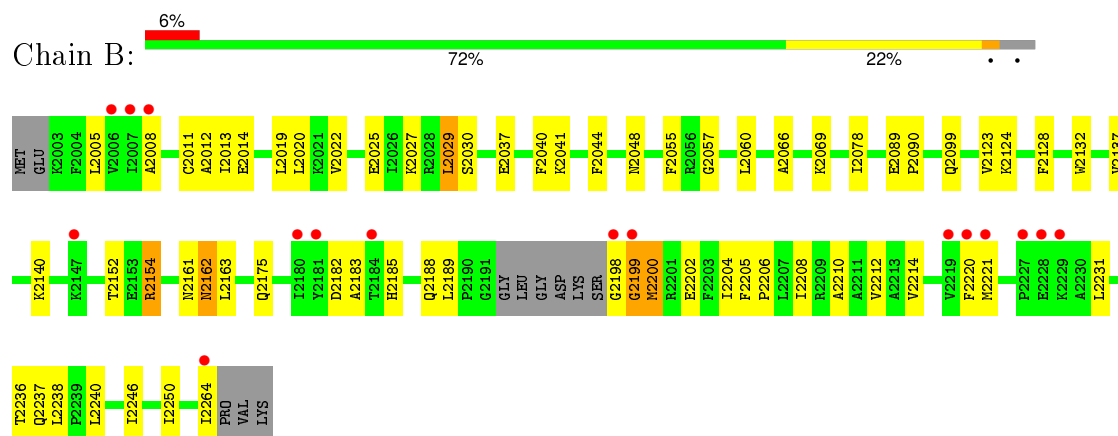 6%
Chain B:
72% 22% • •
MET GLU K2003 F2004 L2005 V2006 I2007 A2008 C2011 A2012 I2013 E2014 L2019 L2020 K2021 V2022 E2025 I2026 K2027 R2028 L2029 S2030 E2037 F2040 K2041 F2044 N2048 F2055 R2056 G2057 L2060 A2066 K2069 I2078 E2089 P2090 Q2099 V2123 K2124 F2128 W2132 V2137
K2140 K2147 T2152 E2153 R2154 N2161 N2162 L2163 Q2175 I2180 Y2181 D2182 A2183 T2184 H2185 Q2188 L2189 P2190 G2191 GLY LEU GLY ASP LYS SER G2198 G2199 M2200 R2201 E2202 F2203 I2204 F2205 P2206 L2207 I2208 R2209 A2210 A2211 V2212 A2213 V2214 V2219 F2220 M2221 P2227 E2228 K2229 A2230 L2231
T2236 Q2237 L2238 P2239 L2240 I2246 I2250 I2264 PRO VAL LYS